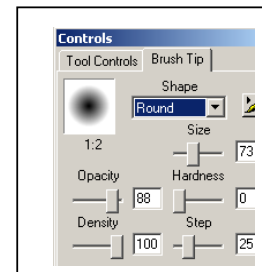 Controls
Tool Controls Brush Tip
Shape
Round
Size
1:2 73
Opacity Hardness
88 0
Density Step
100 25